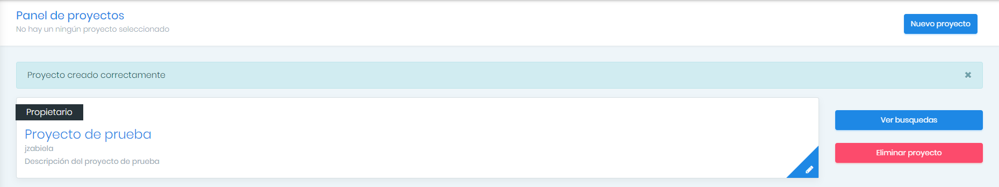 Panel de proyectos
No hay un ningún proyecto seleccionado
Nuevo proyecto
Proyecto creado correctamente
Propietario
Proyecto de prueba
jzabiela
Descripción del proyecto de prueba
Ver busquedas
Eliminar proyecto